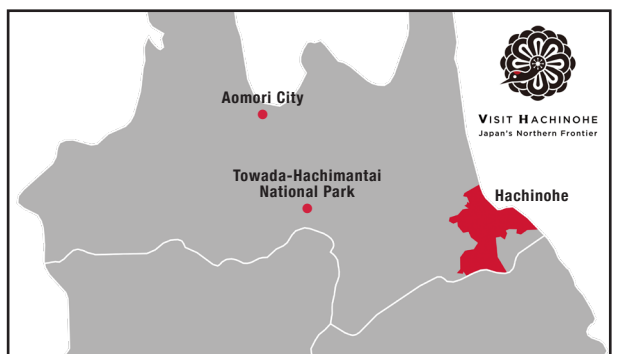 Aomori City
VISIT HACHINOHE
Japan's Northern Frontier
Towada-Hachimantai
National Park
Hachinohe